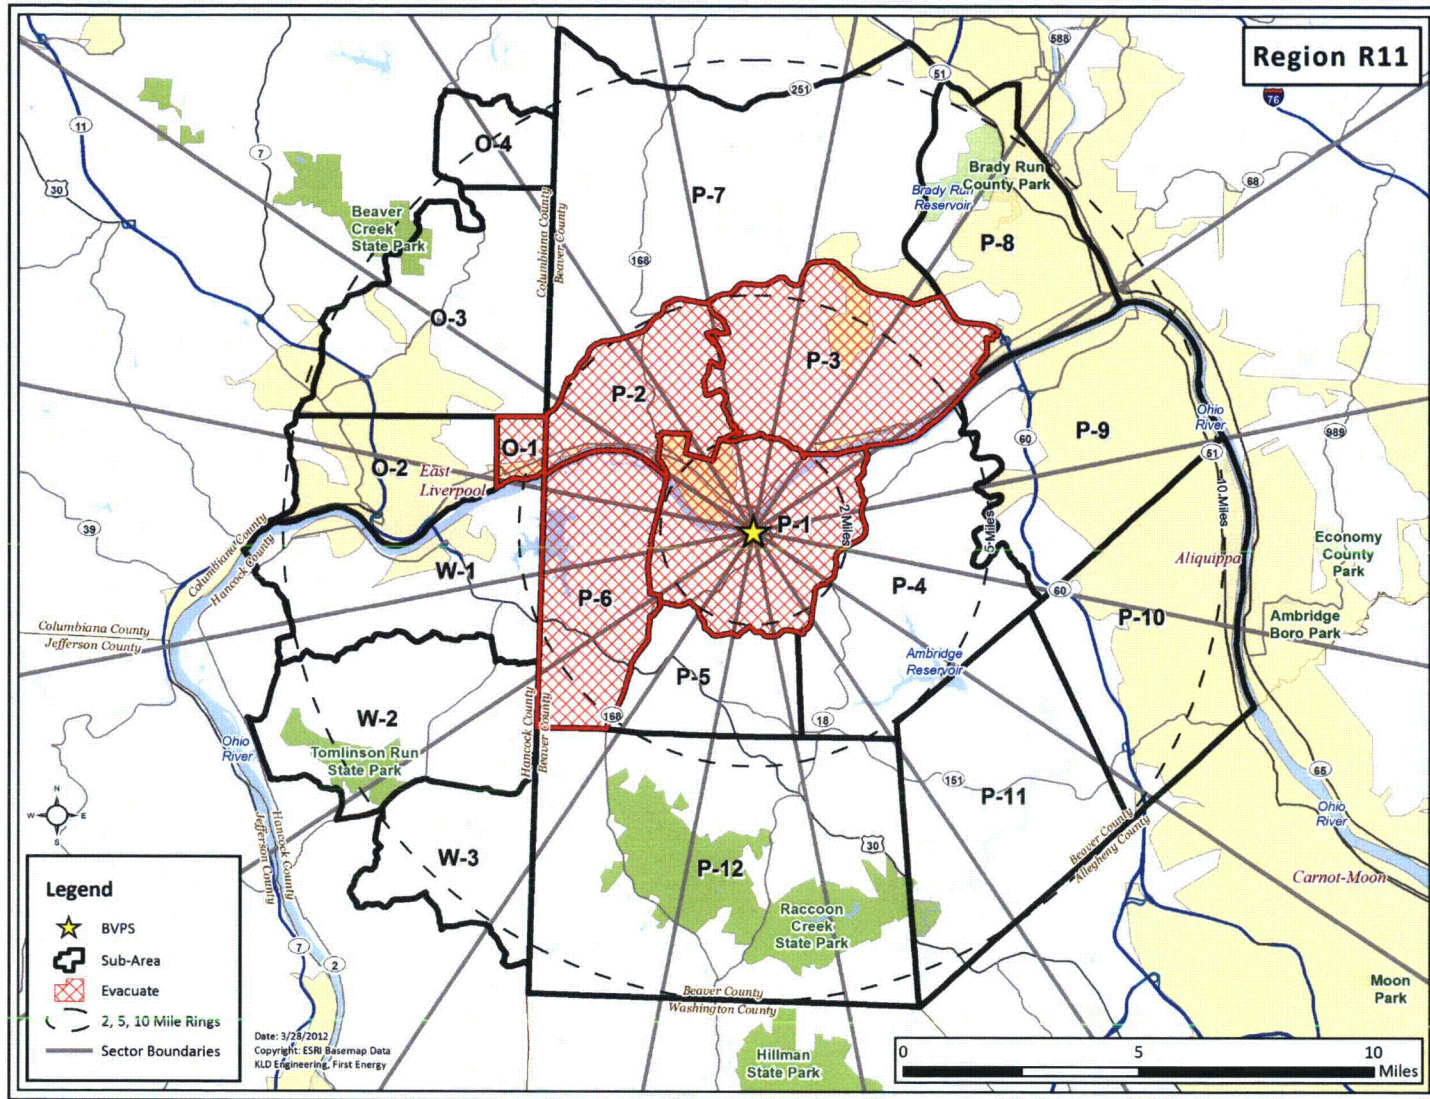 Region R11
588
51
251
76
11
7
30
O-4
Brady Run
County Park
68
Brady Run
Reservoir
P-7
Beaver
Creek
State Park
Columbiana County
Beaver County
168
P-8
O-3
P-3
P-2
Ohio
River
989
P-9
60
51
O-1
O-2
East
Liverpool
10 Miles
39
P-1
2 Miles
5 Miles
Columbiana County
Hancock County
Economy
County
Park
Aliquippa
W-1
P-4
P-6
60
P-10
Ambridge
Boro Park
Columbiana County
Jefferson County
Ambridge
Reservoir
P-5
W-2
168
18
Hancock County
Beaver County
Ohio
River
Tomlinson Run
State Park
65
151
P-11
Ohio
River
N
W
E
S
Hancock County
Jefferson County
Beaver County
Allegheny County
30
W-3
P-12
Carnot-Moon
Raccoon
Creek
State Park
7
2
Moon
Park
Beaver County
Washington County
Hillman
State Park
Legend
BVPS
Sub-Area
Evacuate
2, 5, 10 Mile Rings
Sector Boundaries
Date: 3/28/2012
Copyright: ESRI Basemap Data
KLD Engineering, First Energy
0
5
10
Miles